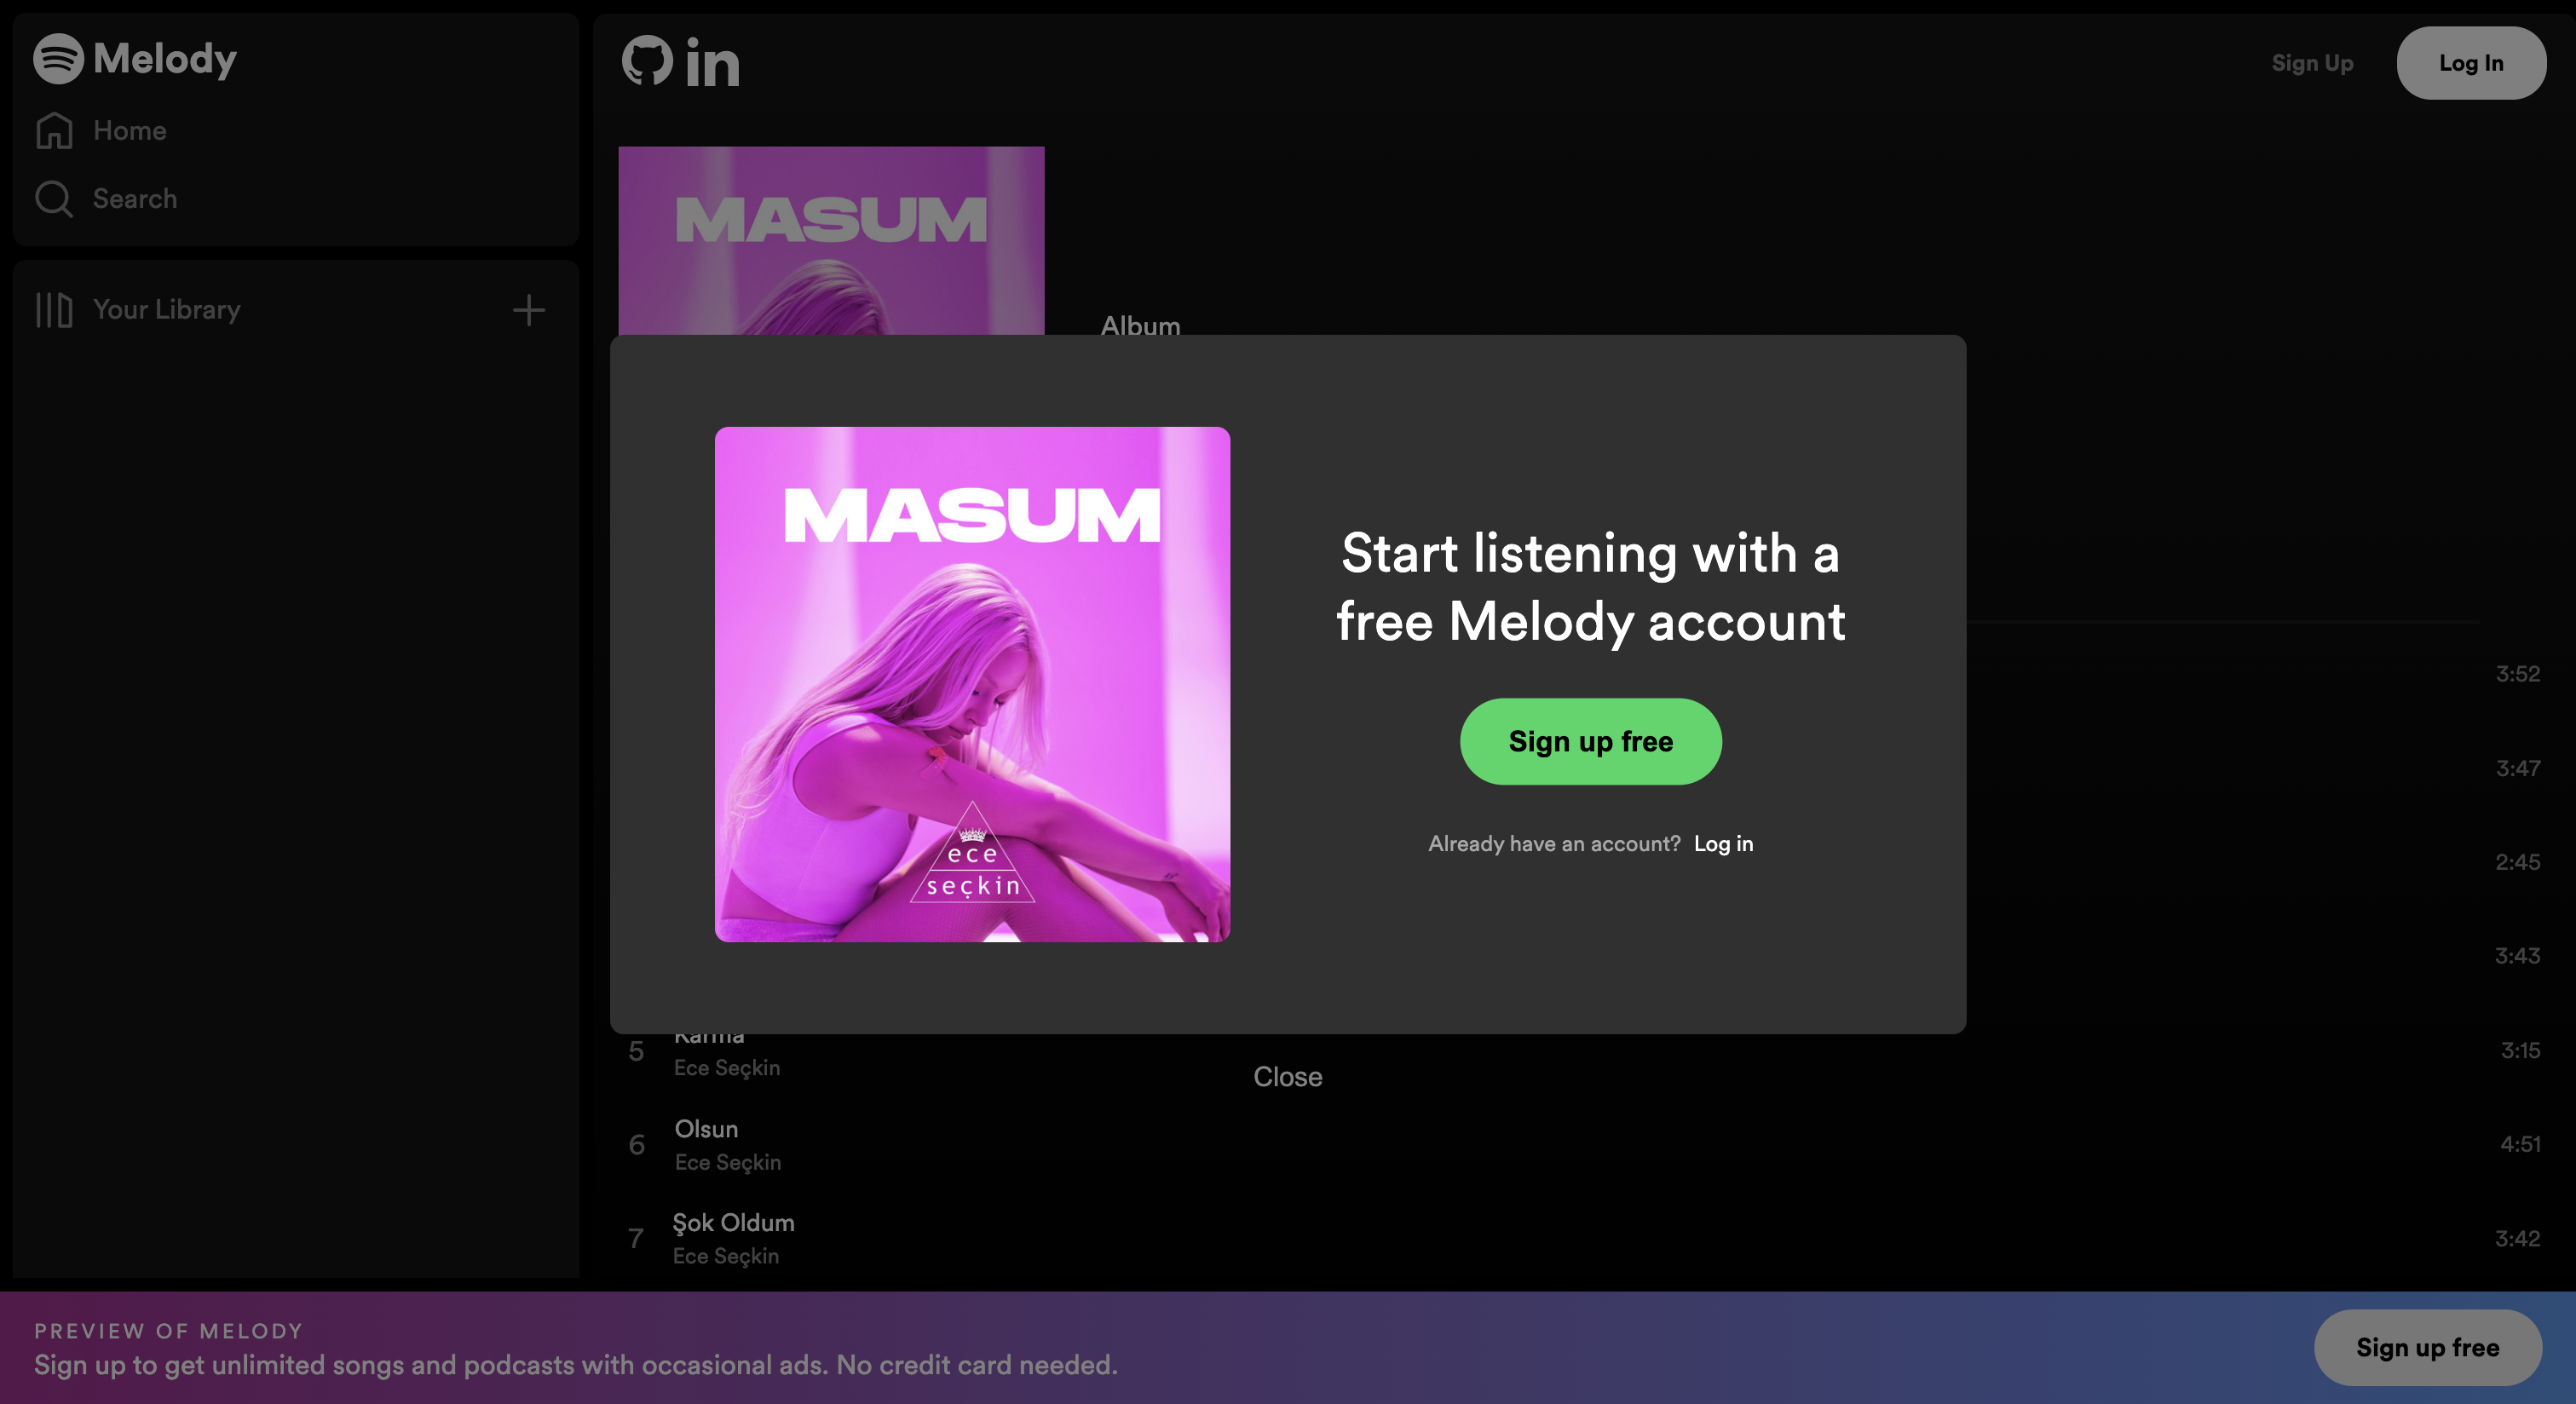 Melody
Home
Search
Your Library
in
Sign Up
Log In
MASUM
Album
MASUM
ece
seçkin
Start listening with a
free Melody account
Sign up free
Already have an account? Log in
3:52
3:47
2:45
3:43
5
Karma
Ece Seçkin
3:15
Close
6
Olsun
Ece Seçkin
4:51
7
Şok Oldum
Ece Seçkin
3:42
PREVIEW OF MELODY
Sign up to get unlimited songs and podcasts with occasional ads. No credit card needed.
Sign up free